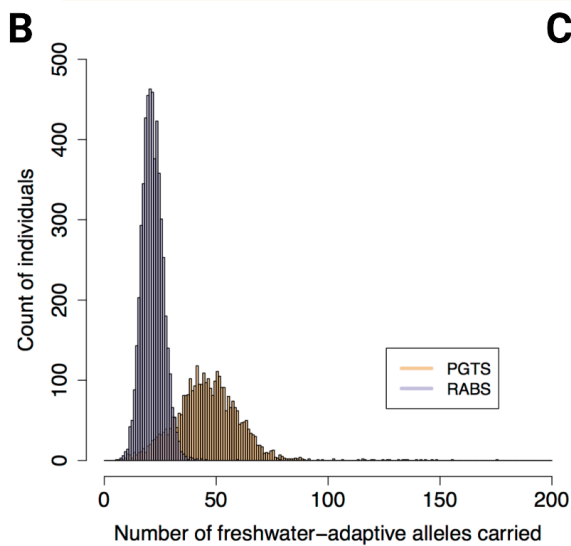 B
C
500
400
300
200
100
0
Count of individuals
PGTS
RABS
0 50 100 150 200
Number of freshwater−adaptive alleles carried